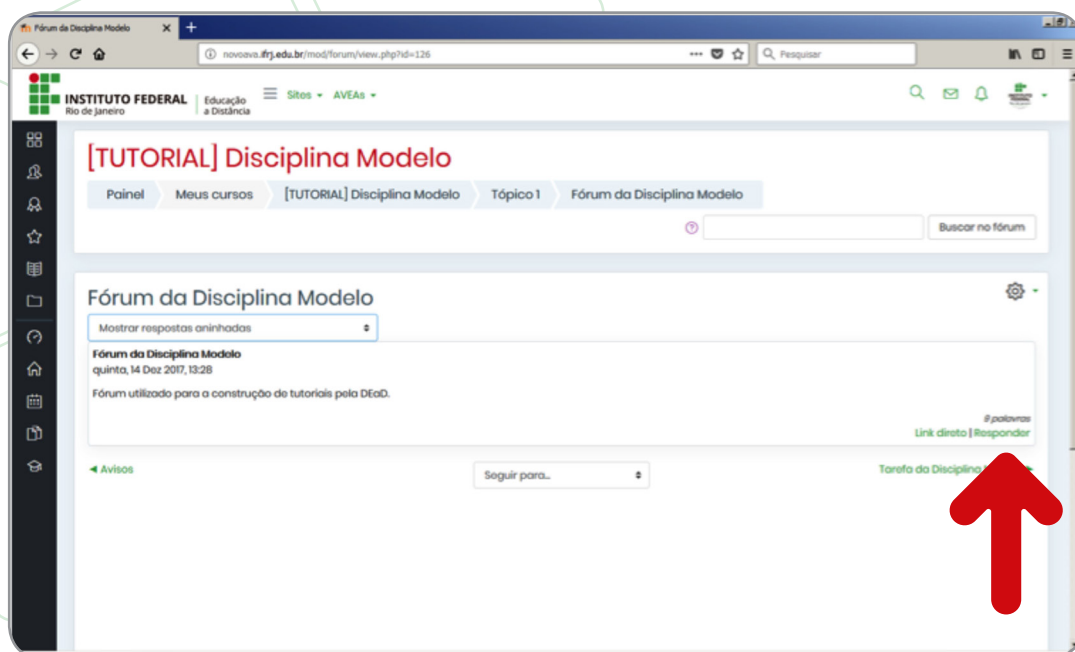 Fórum da Disciplina Modelo
novoava.ifrj.edu.br/mod/forum/view.php?id=126
Pesquisar
INSTITUTO FEDERAL
Rio de Janeiro
Educação
a Distância
Sites
AVEAs
[TUTORIAL] Disciplina Modelo
Painel Meus cursos [TUTORIAL] Disciplina Modelo Tópico 1 Fórum da Disciplina Modelo
Buscar no fórum
Fórum da Disciplina Modelo
Mostrar respostas aninhadas
Fórum da Disciplina Modelo
quinta, 14 Dez 2017, 13:28
Fórum utilizado para a construção de tutoriais pela DEaD.
9 palavras
Link direto | Responder
◄ Avisos
Seguir para...
Tarefa da Disciplina